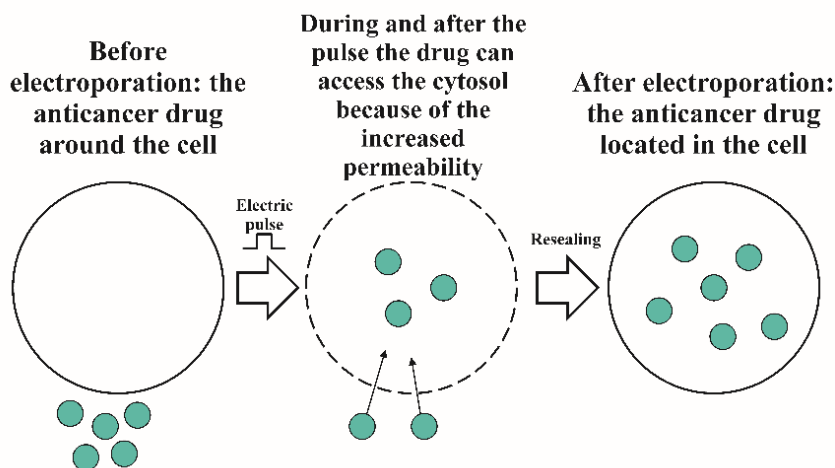 Before
electroporation: the
anticancer drug
around the cell
During and after the
pulse the drug can
access the cytosol
because of the
increased
permeability
After electroporation:
the anticancer drug
located in the cell
Electric
pulse
Resealing